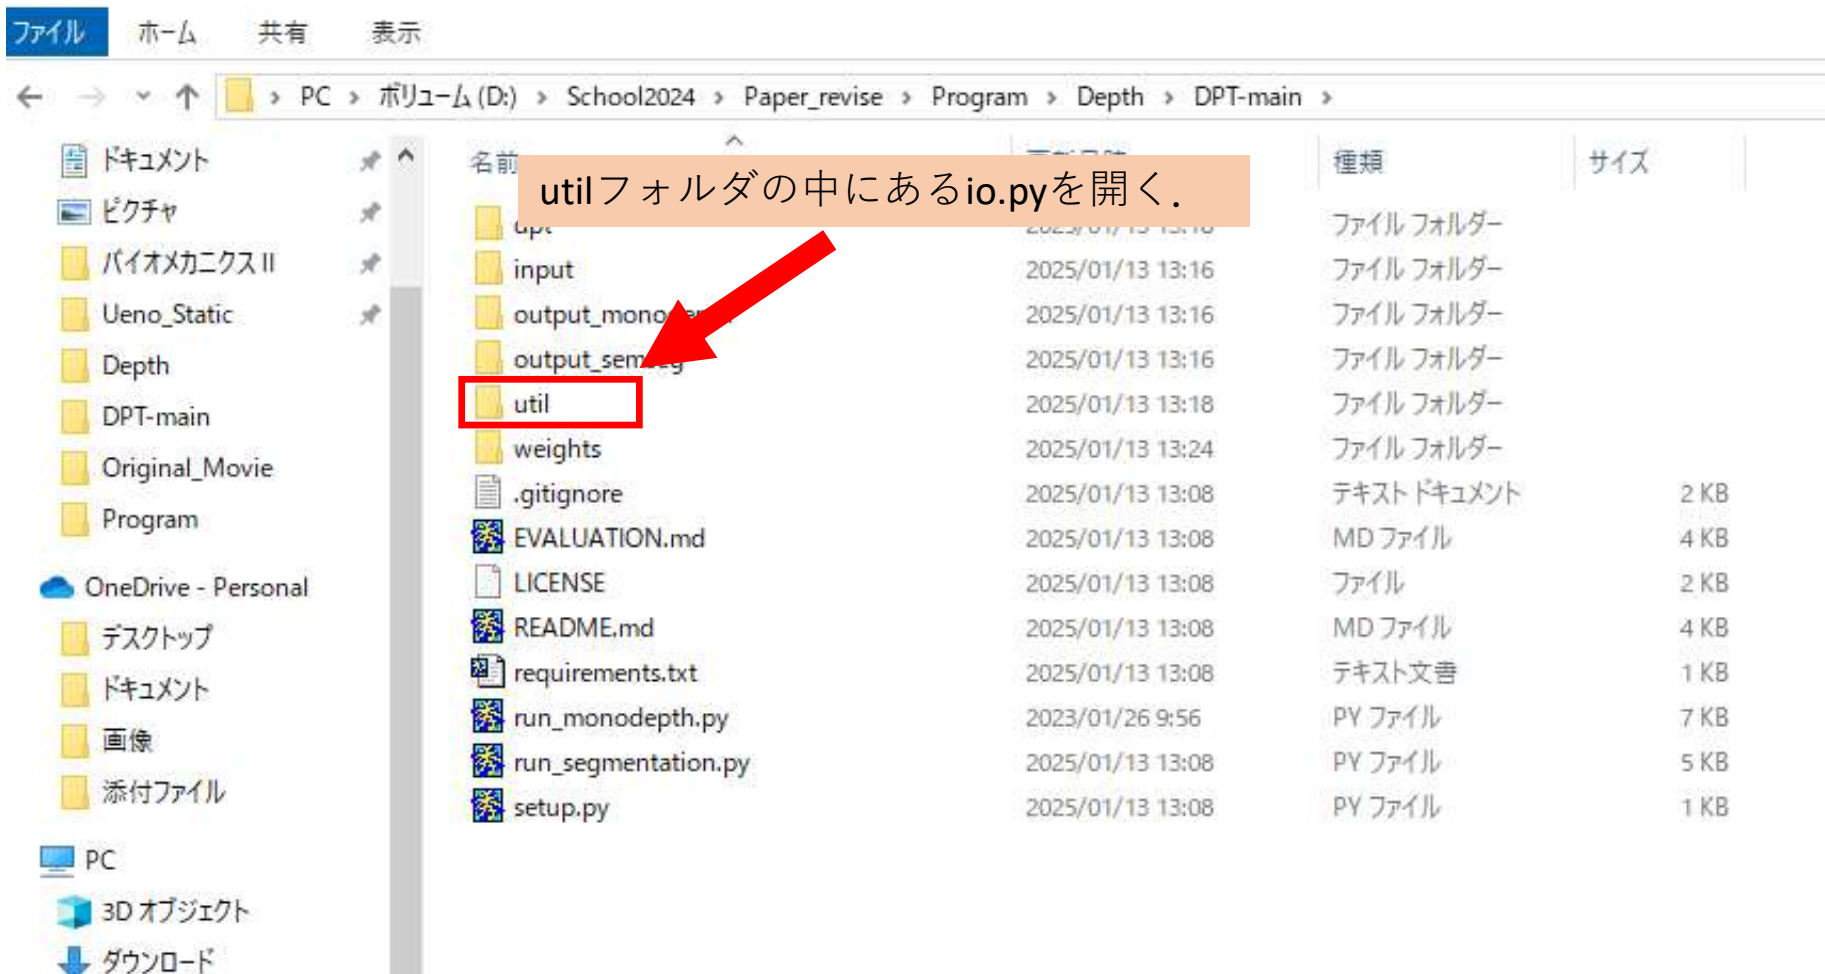 ファイル ホーム 共有 表示
PC › ボリューム (D:) › School2024 › Paper_revise › Program › Depth › DPT-main ›
ドキュメント
ピクチャ
バイオメカニクスⅡ
Ueno_Static
Depth
DPT-main
Original_Movie
Program
OneDrive - Personal
デスクトップ
ドキュメント
画像
添付ファイル
PC
3D オブジェクト
ダウンロード
名前 種類 サイズ
utilフォルダの中にあるio.pyを開く.
dpt 2025/01/13 13:18 ファイル フォルダー
input 2025/01/13 13:16 ファイル フォルダー
output_monodepth 2025/01/13 13:16 ファイル フォルダー
output_semseg 2025/01/13 13:16 ファイル フォルダー
util 2025/01/13 13:18 ファイル フォルダー
weights 2025/01/13 13:24 ファイル フォルダー
.gitignore 2025/01/13 13:08 テキスト ドキュメント 2 KB
EVALUATION.md 2025/01/13 13:08 MD ファイル 4 KB
LICENSE 2025/01/13 13:08 ファイル 2 KB
README.md 2025/01/13 13:08 MD ファイル 4 KB
requirements.txt 2025/01/13 13:08 テキスト文書 1 KB
run_monodepth.py 2023/01/26 9:56 PY ファイル 7 KB
run_segmentation.py 2025/01/13 13:08 PY ファイル 5 KB
setup.py 2025/01/13 13:08 PY ファイル 1 KB